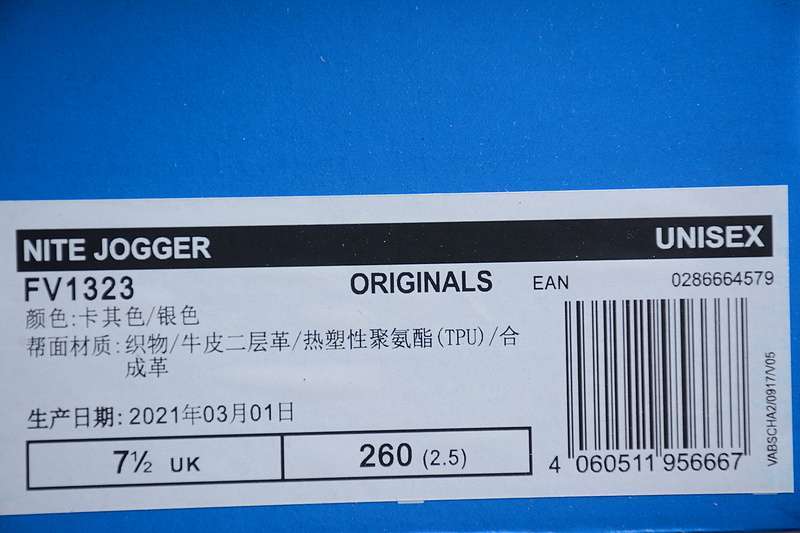 NITE JOGGER UNISEX
FV1323 ORIGINALS EAN 0286664579
颜色:卡其色/银色
帮面材质:织物/牛皮二层革/热塑性聚氨酯(TPU)/合
成革
生产日期:2021年03月01日
7½ UK 260 (2.5)
4 060511 956667
VABSCHA2/0917/V05